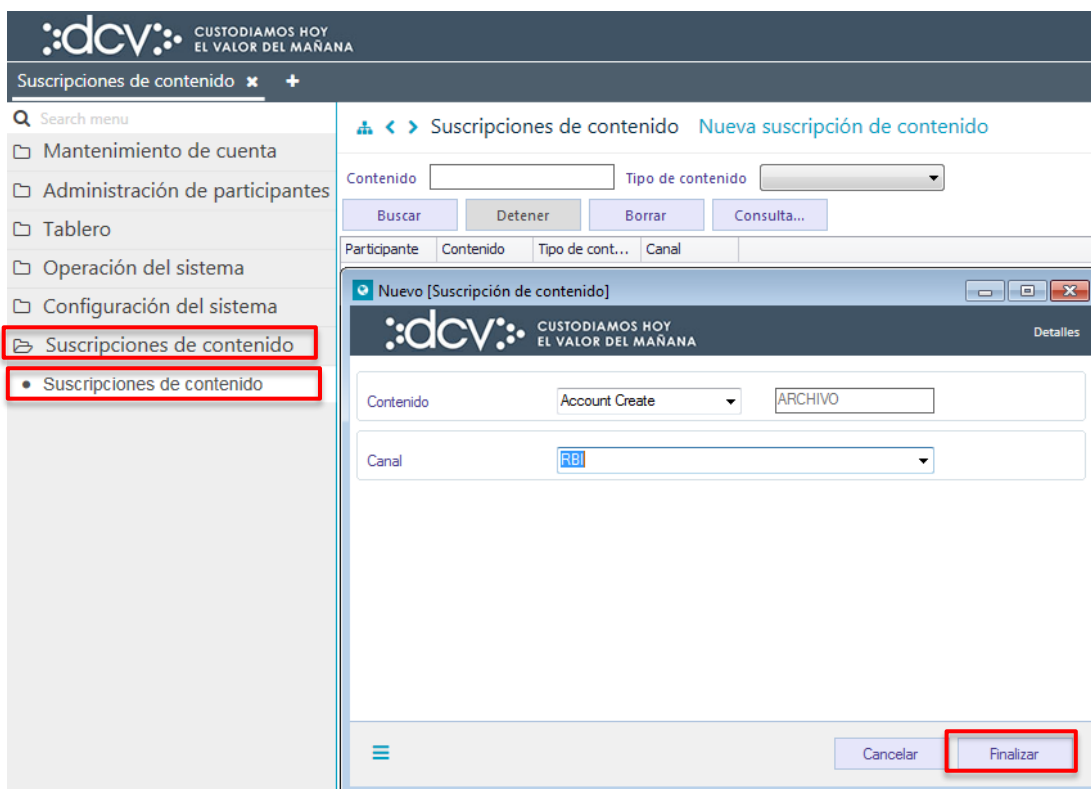 :dcv: CUSTODIAMOS HOY
EL VALOR DEL MAÑANA
Suscripciones de contenido
Search menu
Mantenimiento de cuenta
Administración de participantes
Tablero
Operación del sistema
Configuración del sistema
Suscripciones de contenido
Suscripciones de contenido
Suscripciones de contenido Nueva suscripción de contenido
Contenido Tipo de contenido
Buscar Detener Borrar Consulta...
Participante Contenido Tipo de cont... Canal
Nuevo [Suscripción de contenido]
:dcv: CUSTODIAMOS HOY
EL VALOR DEL MAÑANA
Detalles
Contenido Account Create ARCHIVO
Canal RBI
Cancelar Finalizar